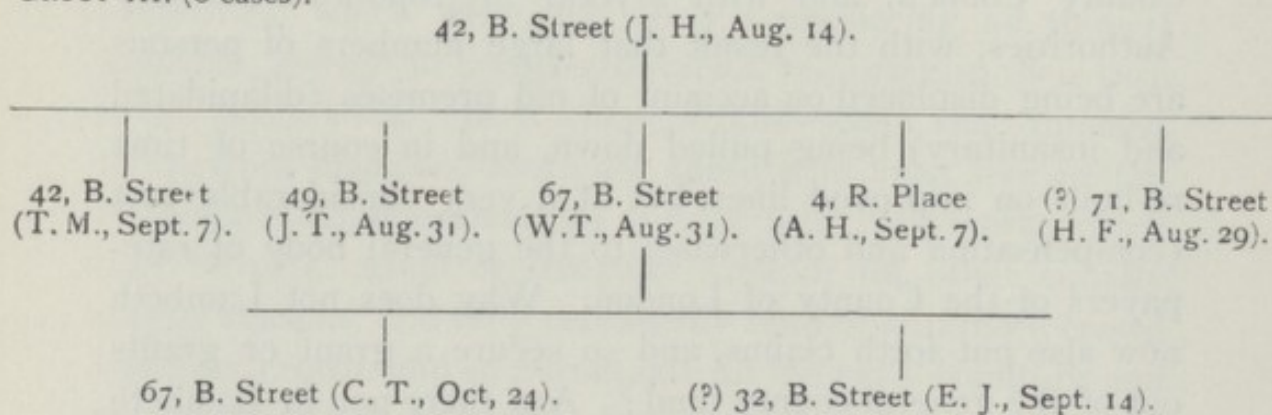 42, B. Street (J. H., Aug. 14).
42, B. Street 49, B. Street 67, B. Street 4, R. Place (?) 71, B. Street
(T. M., Sept. 7). (J. T., Aug. 31). (W. T., Aug. 31). (A. H., Sept. 7). (H. F., Aug. 29).
67, B. Street (C. T., Oct, 24). (?) 32, B. Street (E. J., Sept. 14).